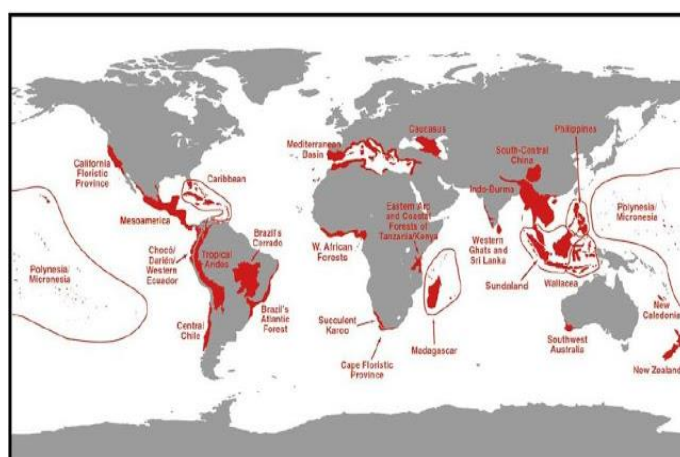 California
Floristic
Province
Caribbean
Mesoamerica
Polynesia/
Micronesia
Chocó/
Darién/
Western
Ecuador
Tropical
Andes
Brazil's
Cerrado
Central
Chile
Brazil's
Atlantic
Forest
Mediterranean
Basin
Caucasus
W. African
Forests
Eastern Arc
and Coastal
Forests of
Tanzania/Kenya
Succulent
Karoo
Cape Floristic
Province
Madagascar
Philippines
South-Central
China
Indo-Burma
Western
Ghats and
Sri Lanka
Sundaland
Wallacea
Polynesia/
Micronesia
Southwest
Australia
New
Caledonia
New Zealand